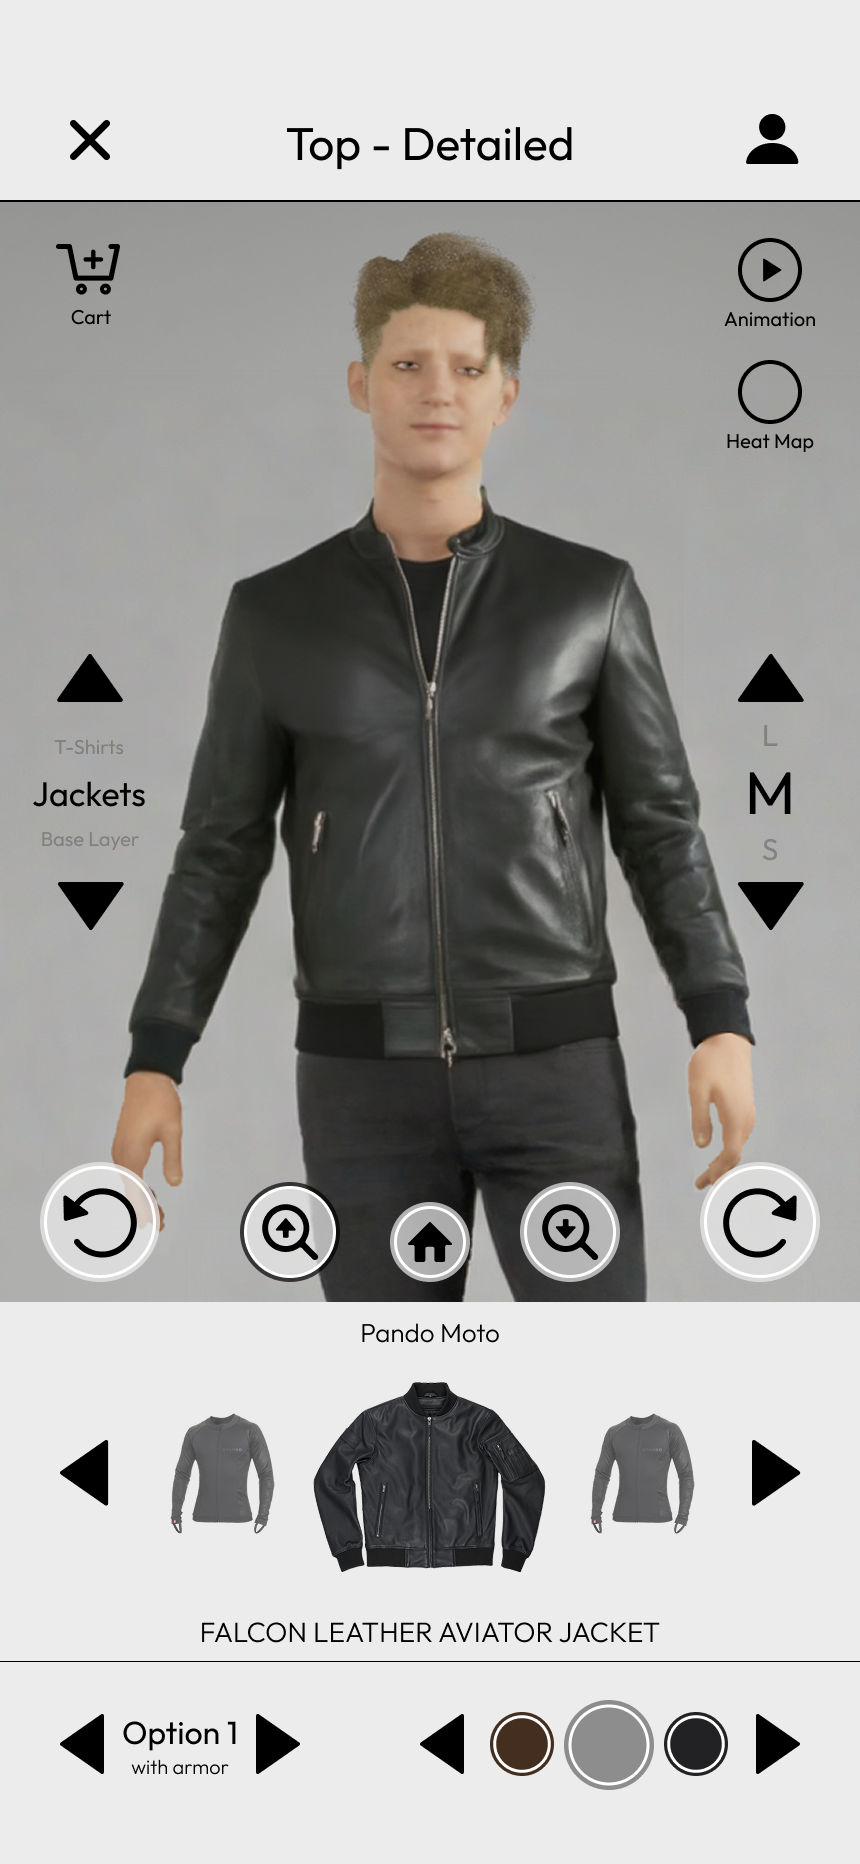 Top - Detailed
Cart
Animation
Heat Map
T-Shirts
Jackets
Base Layer
L
M
S
Pando Moto
FALCON LEATHER AVIATOR JACKET
Option 1
with armor